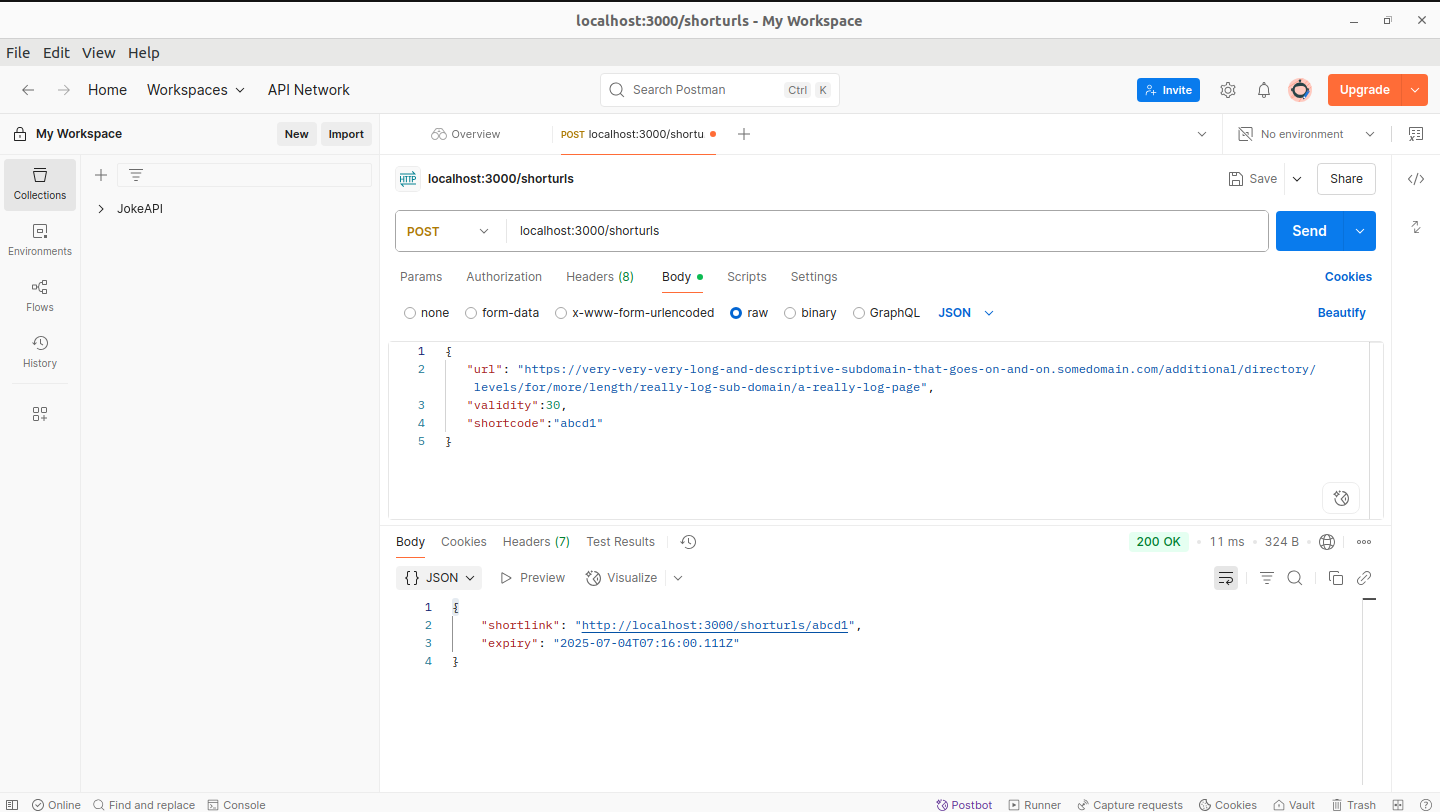 localhost:3000/shorturls - My Workspace
File Edit View Help
Home Workspaces API Network Search Postman Ctrl K Invite Upgrade
My Workspace New Import Overview POST localhost:3000/shortu No environment
Collections
JokeAPI
Environments
Flows
History
HTTP localhost:3000/shorturls Save Share
POST localhost:3000/shorturls Send
Params Authorization Headers (8) Body Scripts Settings Cookies
none form-data x-www-form-urlencoded raw binary GraphQL JSON Beautify
1 {
2 "url": "https://very-very-very-long-and-descriptive-subdomain-that-goes-on-and-on.somedomain.com/additional/directory/
levels/for/more/length/really-log-sub-domain/a-really-log-page",
3 "validity":30,
4 "shortcode":"abcd1"
5 }
Body Cookies Headers (7) Test Results 200 OK 11 ms 324 B
{} JSON Preview Visualize
1 {
2 "shortlink": "http://localhost:3000/shorturls/abcd1",
3 "expiry": "2025-07-04T07:16:00.111Z"
4 }
Online Find and replace Console Postbot Runner Capture requests Cookies Vault Trash